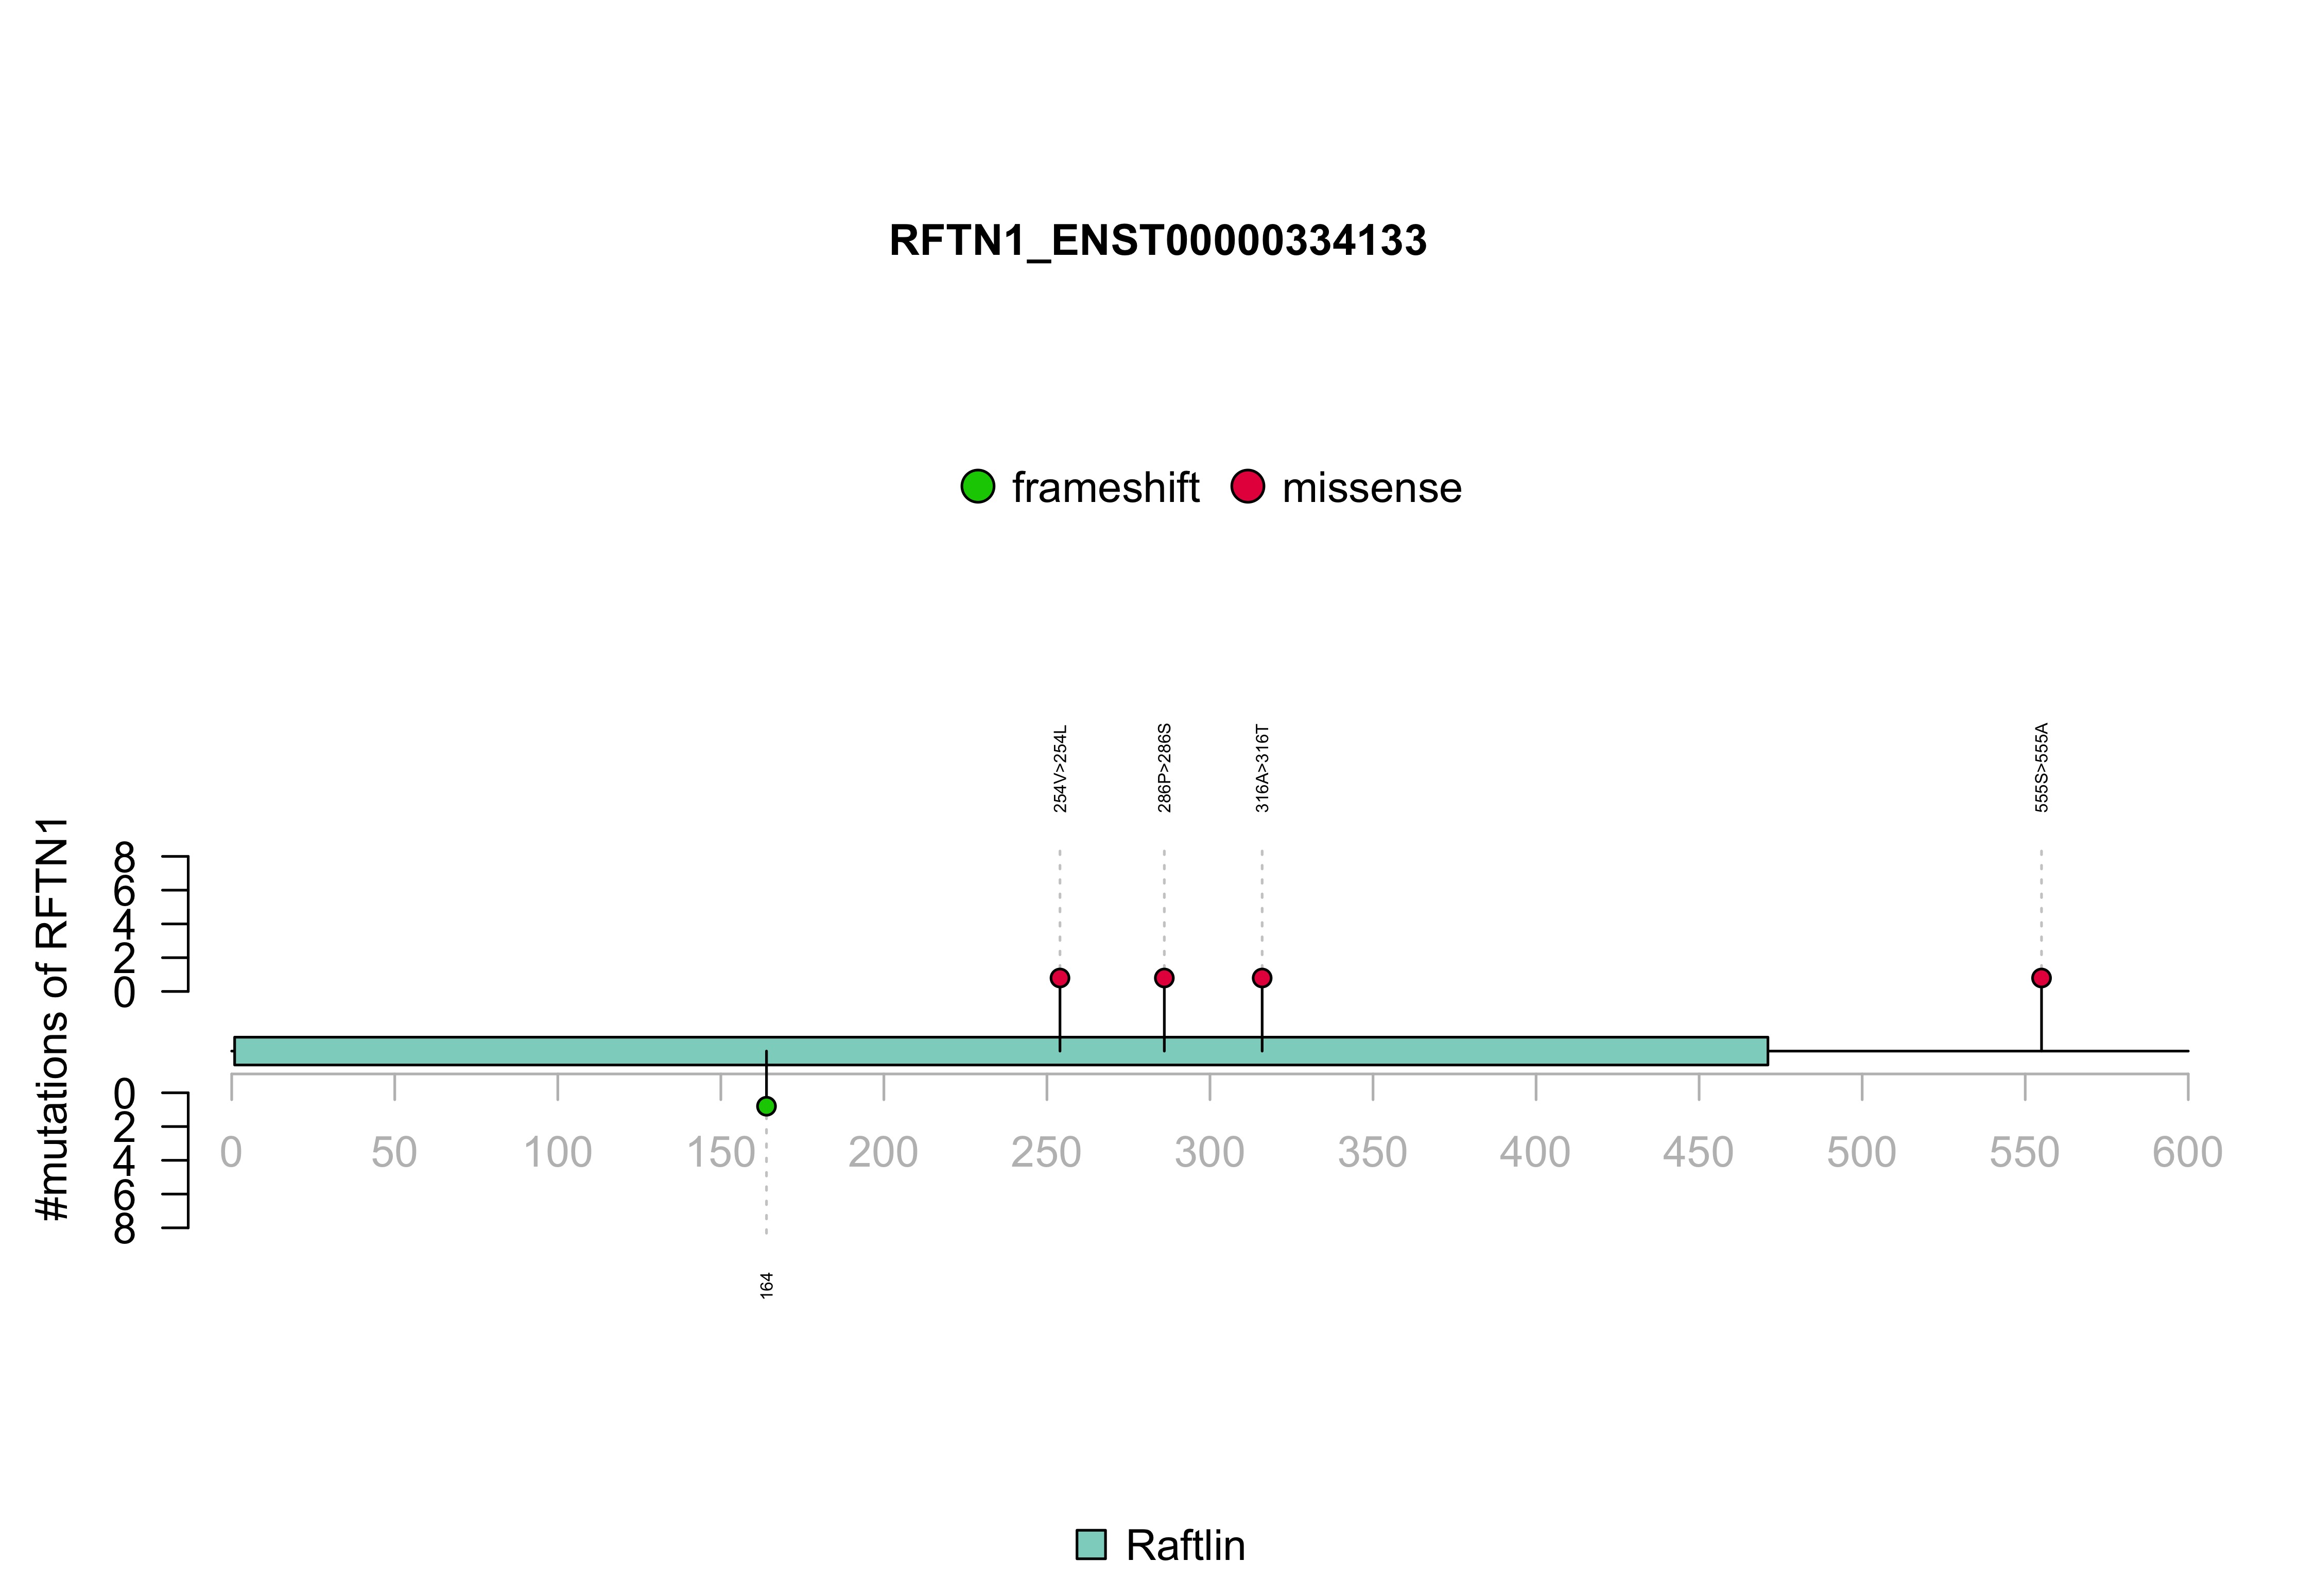 RFTN1_ENST00000334133
frameshift missense
254V>254L
286P>286S
316A>316T
555S>555A
#mutations of RFTN1
8
6
4
2
0
0
2
4
6
8
0 50 100 150 200 250 300 350 400 450 500 550 600
164
Raftlin